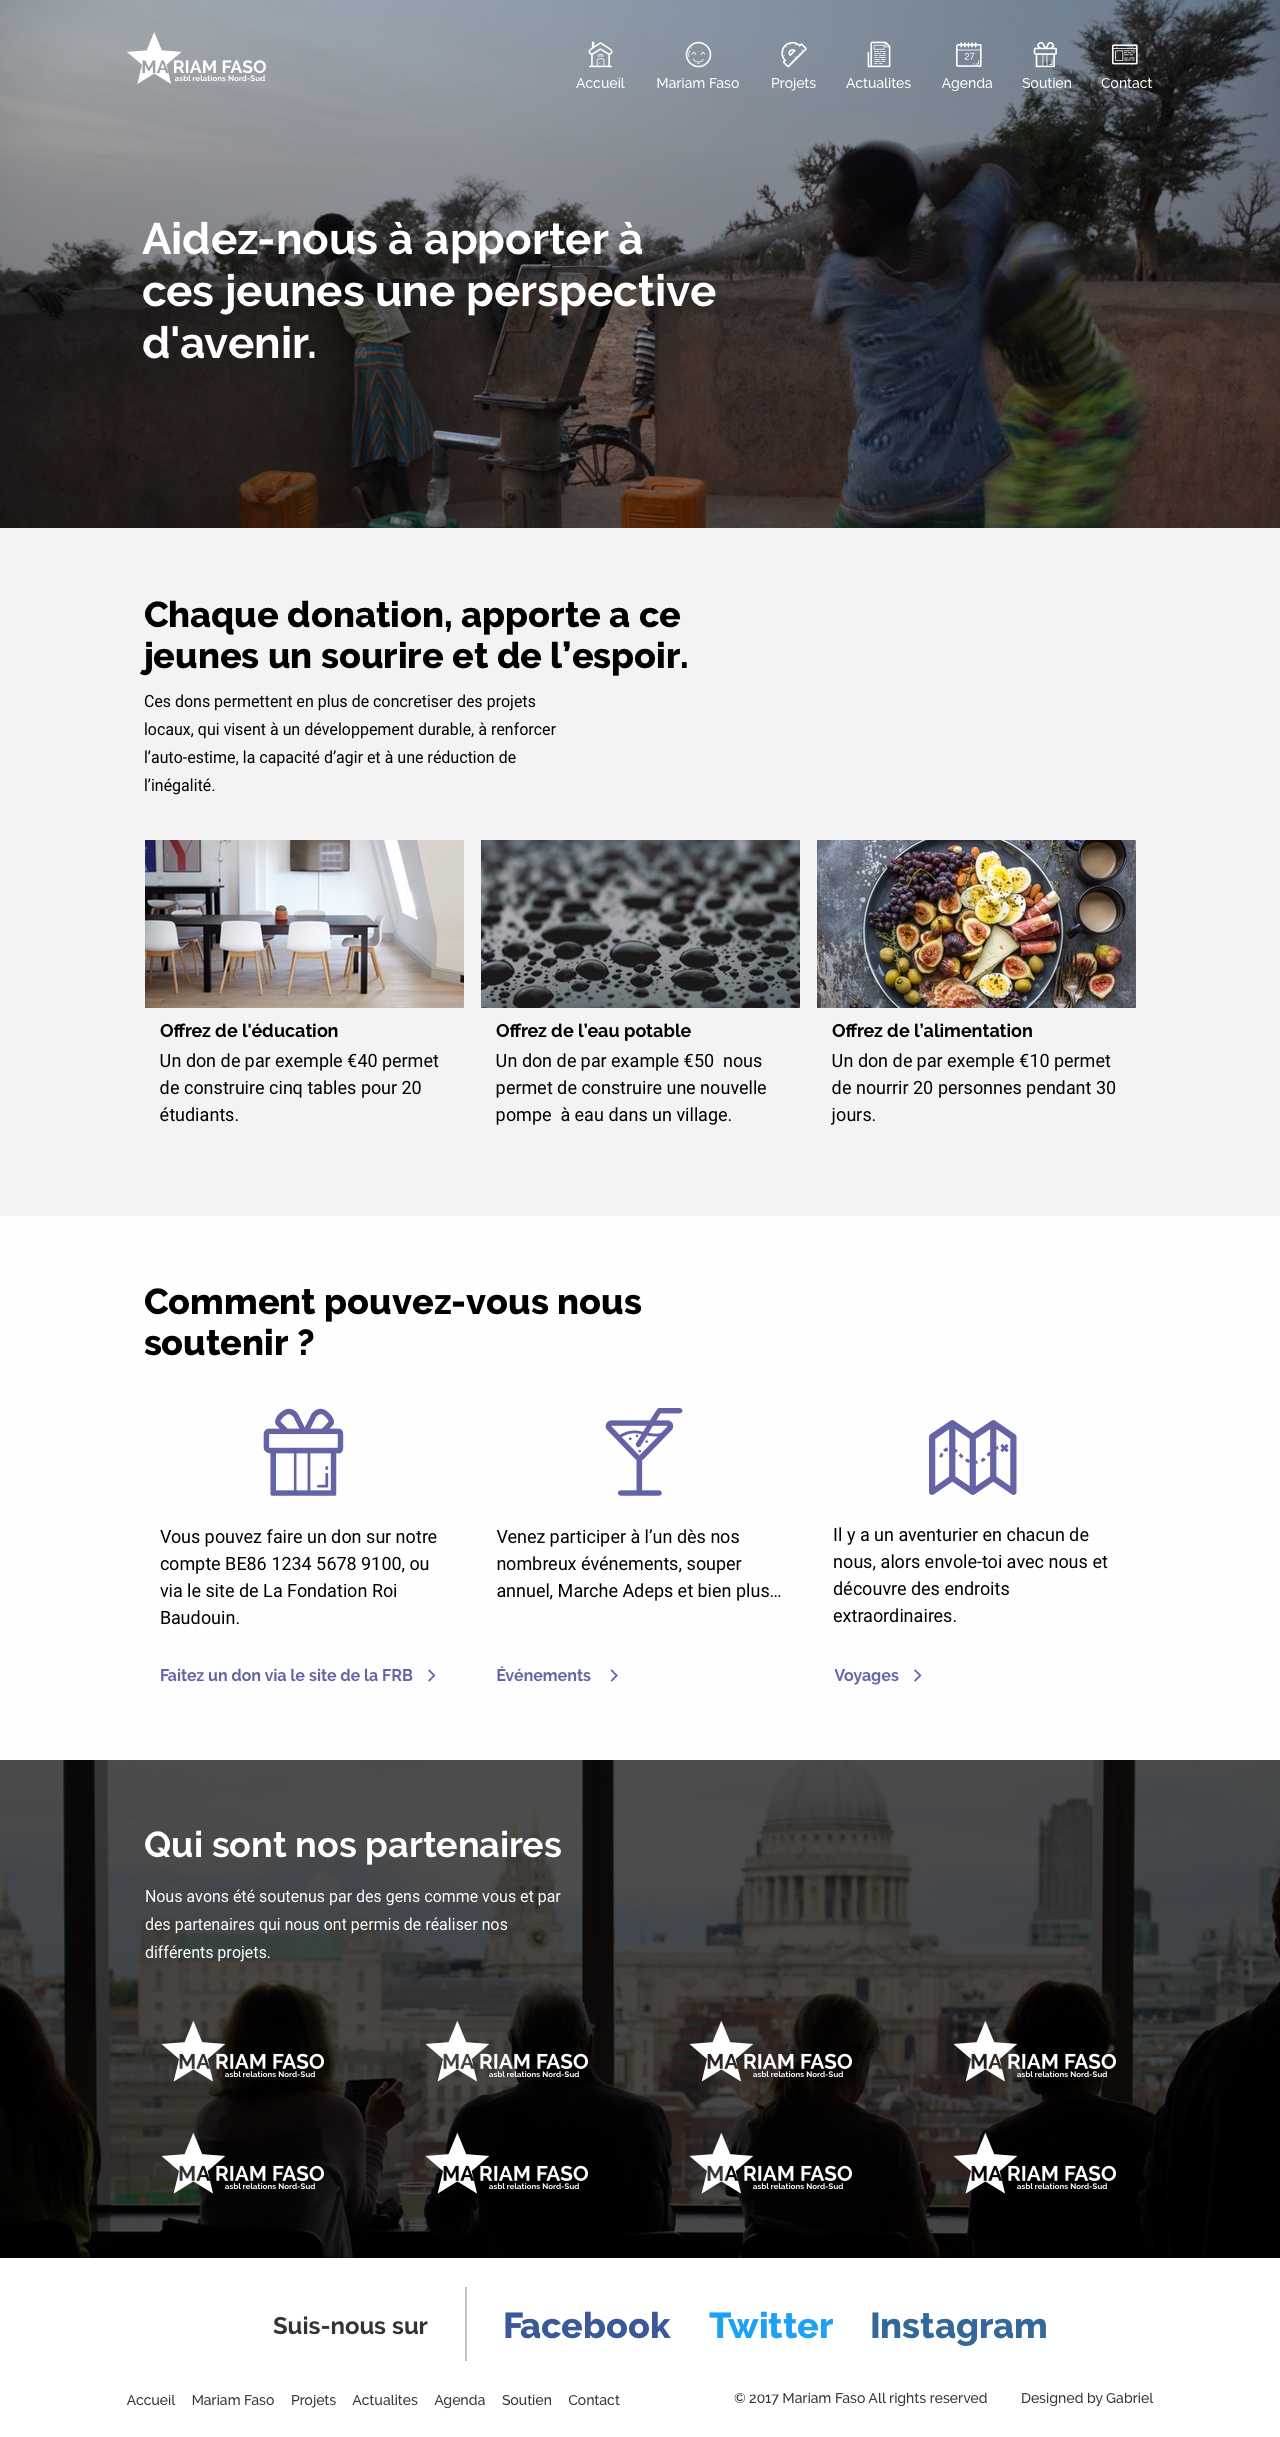 MARIAM FASO
asbl relations Nord-Sud
Accueil Mariam Faso Projets Actualites Agenda Soutien Contact
27
Aidez-nous à apporter à
ces jeunes une perspective
d'avenir.
Chaque donation, apporte a ce
jeunes un sourire et de l’espoir.
Ces dons permettent en plus de concretiser des projets
locaux, qui visent à un développement durable, à renforcer
l’auto-estime, la capacité d’agir et à une réduction de
l’inégalité.
Offrez de l'éducation
Un don de par exemple €40 permet
de construire cinq tables pour 20
étudiants.
Offrez de l’eau potable
Un don de par example €50 nous
permet de construire une nouvelle
pompe à eau dans un village.
Offrez de l’alimentation
Un don de par exemple €10 permet
de nourrir 20 personnes pendant 30
jours.
Comment pouvez-vous nous
soutenir ?
Vous pouvez faire un don sur notre
compte BE86 1234 5678 9100, ou
via le site de La Fondation Roi
Baudouin.
Faitez un don via le site de la FRB
Venez participer à l’un dès nos
nombreux événements, souper
annuel, Marche Adeps et bien plus...
Événements
Il y a un aventurier en chacun de
nous, alors envole-toi avec nous et
découvre des endroits
extraordinaires.
Voyages
Qui sont nos partenaires
Nous avons été soutenus par des gens comme vous et par
des partenaires qui nous ont permis de réaliser nos
différents projets.
MARIAM FASO
asbl relations Nord-Sud
MARIAM FASO
asbl relations Nord-Sud
MARIAM FASO
asbl relations Nord-Sud
MARIAM FASO
asbl relations Nord-Sud
MARIAM FASO
asbl relations Nord-Sud
MARIAM FASO
asbl relations Nord-Sud
MARIAM FASO
asbl relations Nord-Sud
MARIAM FASO
asbl relations Nord-Sud
Suis-nous sur
Facebook Twitter Instagram
Accueil Mariam Faso Projets Actualites Agenda Soutien Contact
© 2017 Mariam Faso All rights reserved
Designed by Gabriel